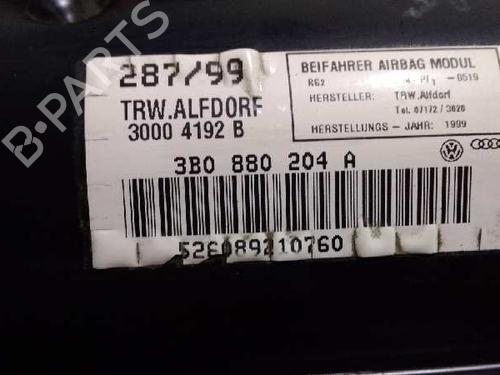 B-PARTS
287/99
TRW.ALFDORF
3000 4192 B
3B0 880 204 A
BEIFAHRER AIRBAG MODUL
-0519
HERSTELLER: TRW.Alfdorf
Tel. 07172/3020
HERSTELLUNGS - JAHR: 1999